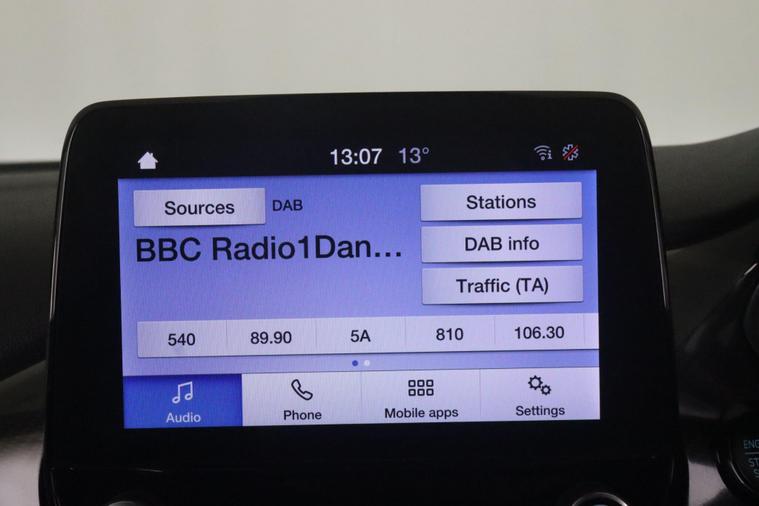 13:07 13°
Sources DAB
Stations
BBC Radio1Dan...
DAB info
Traffic (TA)
540 89.90 5A 810 106.30
Audio Phone Mobile apps Settings